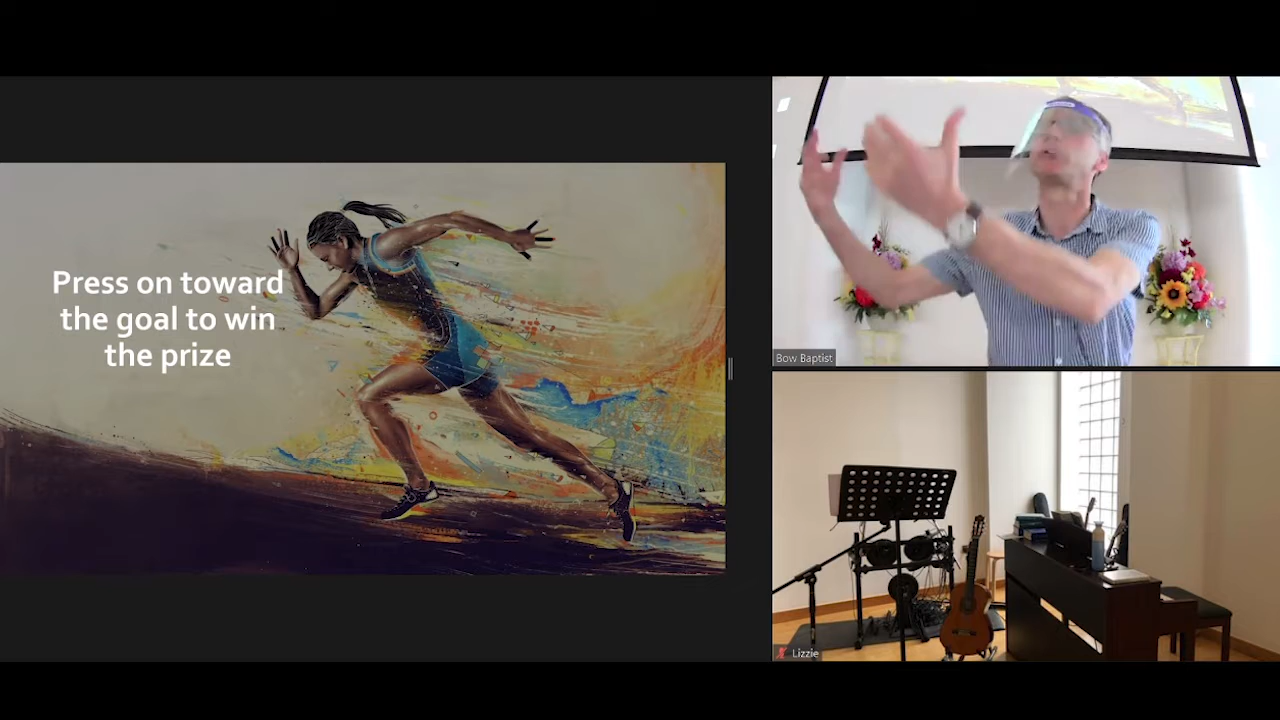 Press on toward
the goal to win
the prize
Bow Baptist
Lizzie